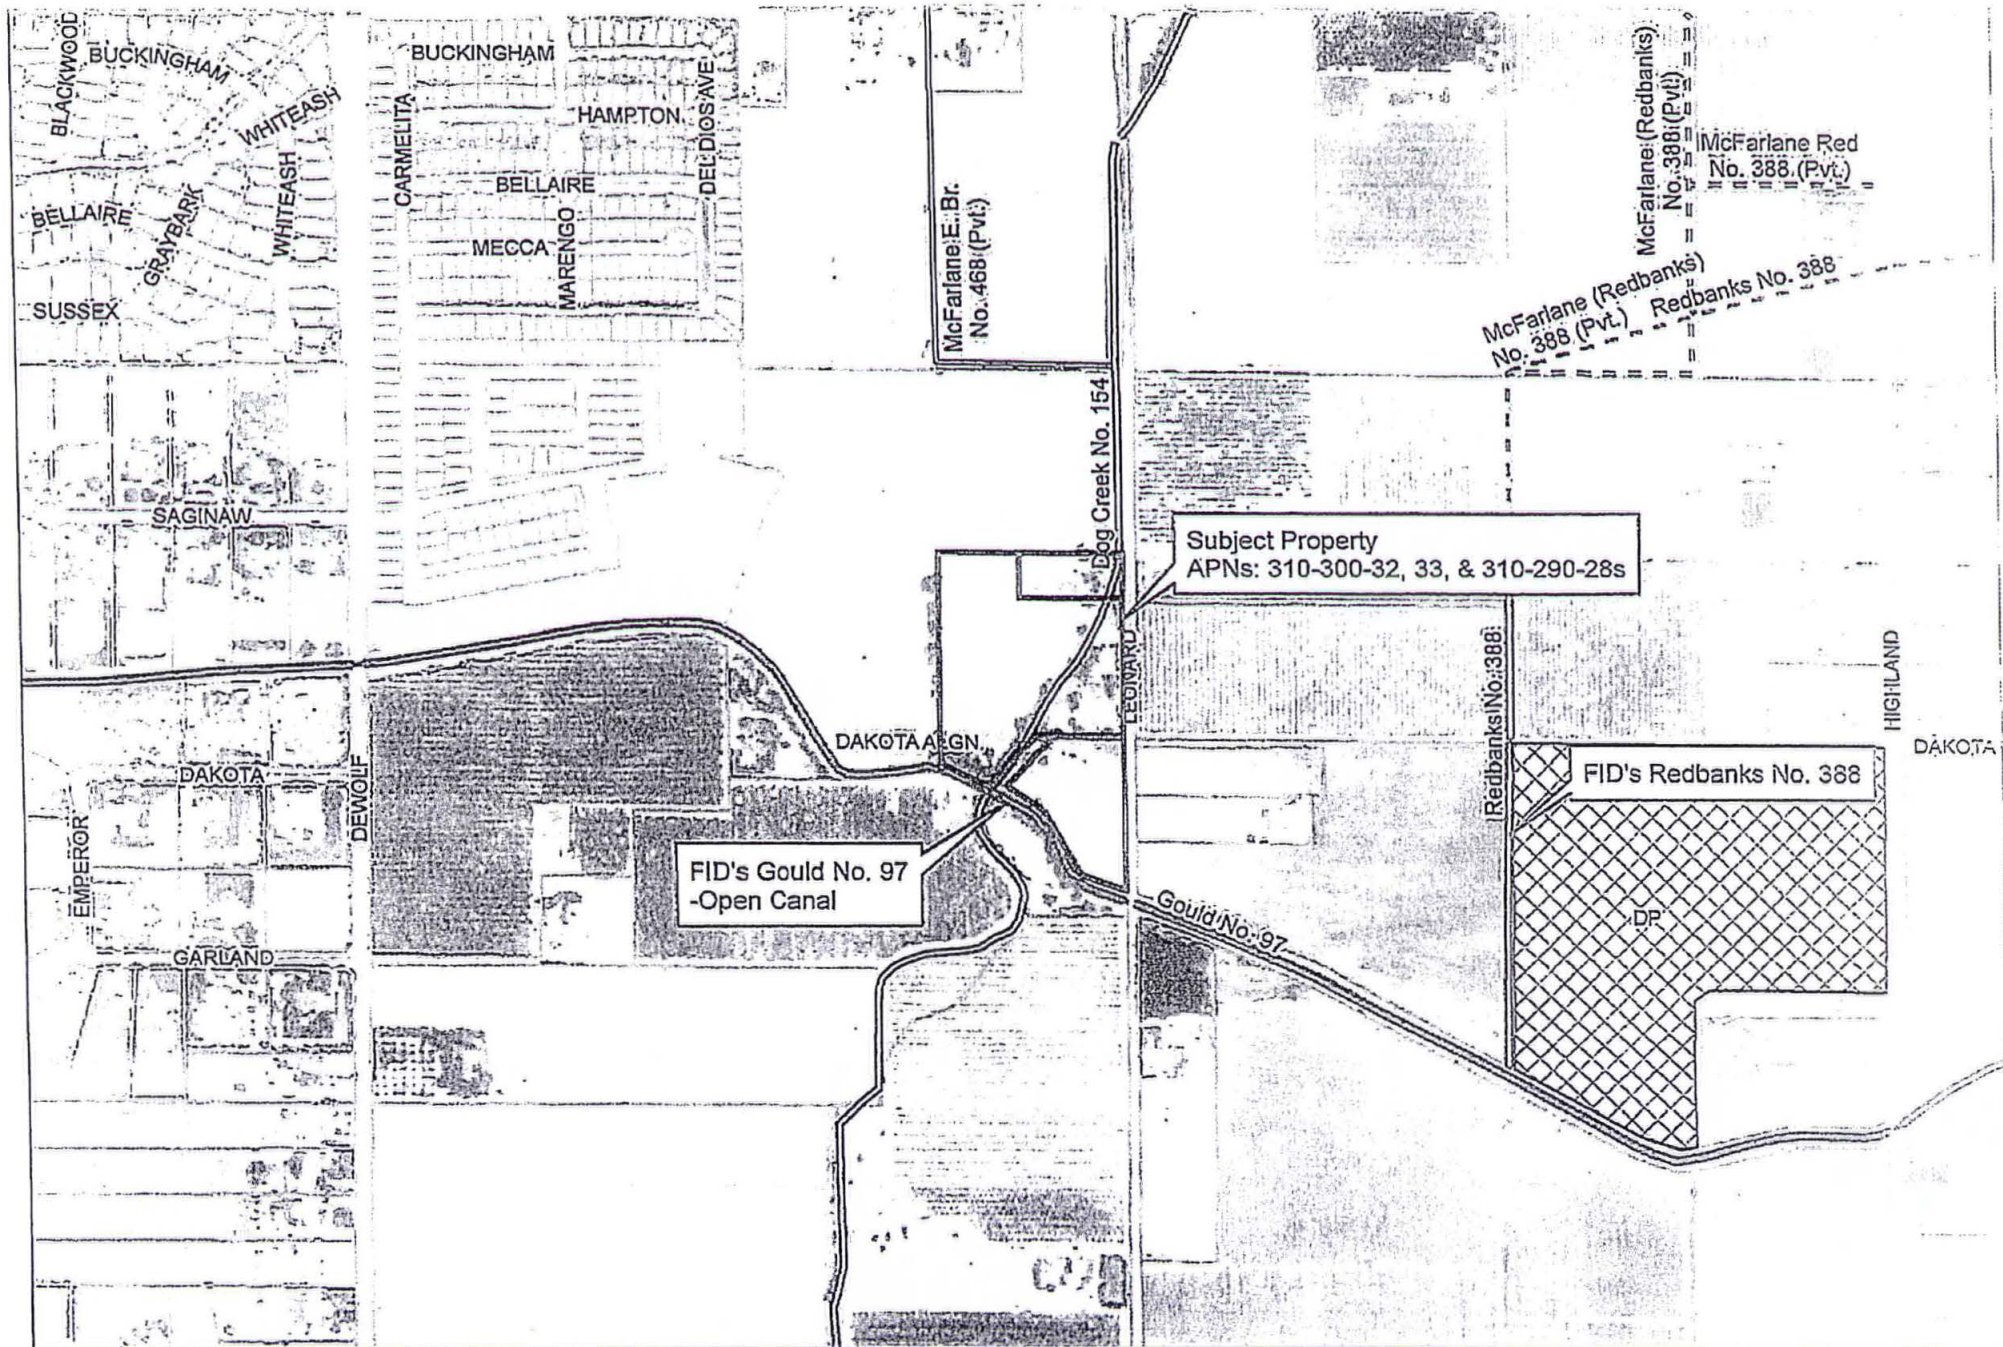 BLACKWOOD
BUCKINGHAM
WHITEASH
WHITEASH
BELLAIRE
GRAYBARK
SUSSEX
CARMELITA
BUCKINGHAM
HAMPTON
DEL DIOS AVE
BELLAIRE
MECCA
MARENGO
McFarlane E. Br.
No. 468 (Pvt.)
McFarlane (Redbanks)
No. 388 (Pvt.)
McFarlane Red
No. 388 (Pvt.)
McFarlane (Redbanks)
No. 388 (Pvt.)
Redbanks No. 388
Dog Creek No. 154
SAGINAW
Subject Property
APNs: 310-300-32, 33, & 310-290-28s
LEONARD
Redbanks No. 388
HIGHLAND
DAKOTA
DAKOTA ALGN.
FID's Redbanks No. 388
DAKOTA
DEWOLF
EMPEROR
FID's Gould No. 97
-Open Canal
Gould No. 97
DP
GARLAND